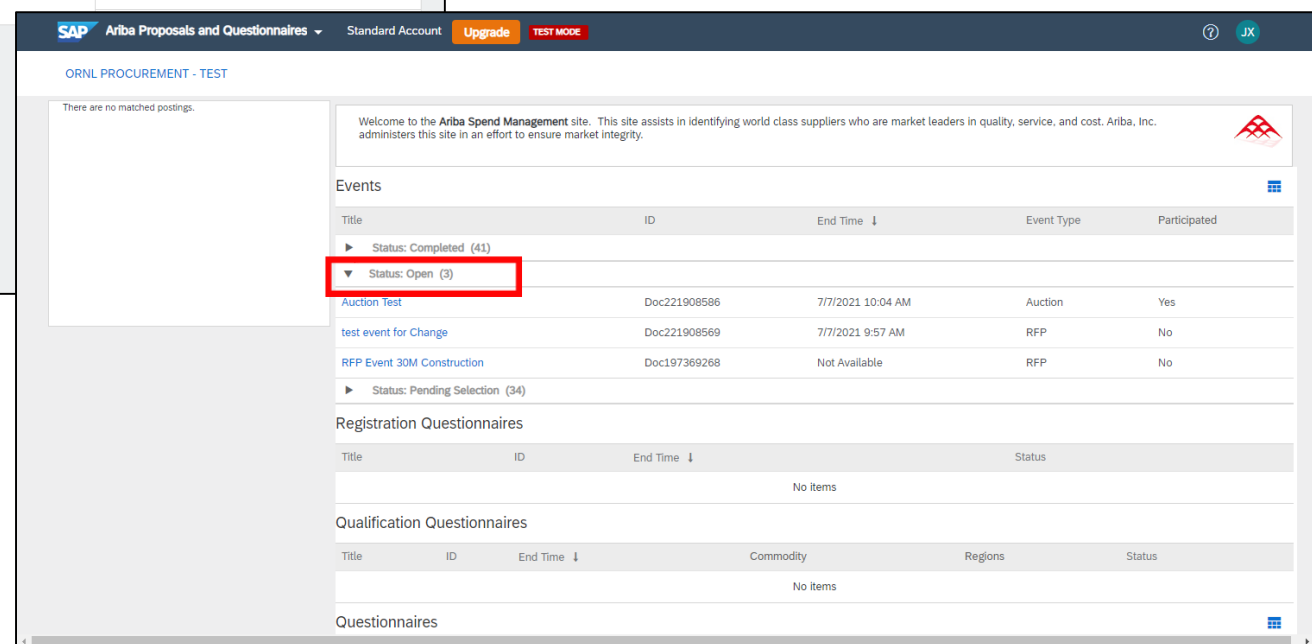 SAP Ariba Proposals and Questionnaires Standard Account Upgrade TEST MODE ? JX
ORNL PROCUREMENT - TEST
There are no matched postings.
Welcome to the Ariba Spend Management site. This site assists in identifying world class suppliers who are market leaders in quality, service, and cost. Ariba, Inc.
administers this site in an effort to ensure market integrity.
Events
Title ID End Time ↓ Event Type Participated
► Status: Completed (41)
▼ Status: Open (3)
Auction Test Doc221908586 7/7/2021 10:04 AM Auction Yes
test event for Change Doc221908569 7/7/2021 9:57 AM RFP No
RFP Event 30M Construction Doc197369268 Not Available RFP No
► Status: Pending Selection (34)
Registration Questionnaires
Title ID End Time ↓ Status
No items
Qualification Questionnaires
Title ID End Time ↓ Commodity Regions Status
No items
Questionnaires